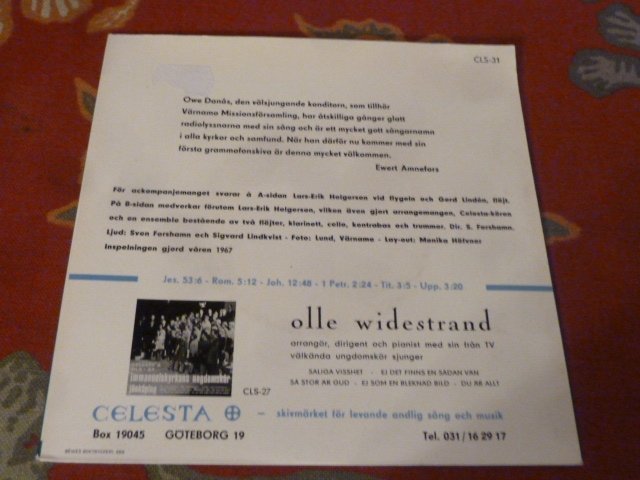 CLS-31
Owe Danås, den välsjungande konditorn, som tillhör
Värnamo Missionsförsamling, har åtskilliga gånger glatt
radiolyssnarna med sin sång och är ett mycket gott sångarnamn
i alla kyrkor och samfund. När han därför nu kommer med sin
första grammofonskiva är denna mycket välkommen.
Ewert Amnefors
För ackompanjemanget svarar å A-sidan Lars-Erik Holgersen vid flygeln och Gerd Lindén, flöjt.
På B-sidan medverkar förutom Lars-Erik Holgersen, vilken även gjort arrangemangen, Celesta-kören
och en ensemble bestående av två flöjter, klarinett, cello, kontrabas och trummor. Dir. S. Forshamn.
Ljud: Sven Forshamn och Sigvard Lindkvist - Foto: Lund, Värnamo - Lay-out: Monika Häfner
Inspelningen gjord våren 1967
Jes. 53:6 - Rom. 5:12 - Joh. 12:48 - 1 Petr. 2:24 - Tit. 3:5 - Upp. 3:20
olle widestrand
arrangör, dirigent och pianist med sin från TV
välkända ungdomskör sjunger
SALIGA VISSHET - EJ DET FINNS EN SÅDAN VÄN
SÅ STOR ÄR GUD - EJ SOM EN BLEKNAD BILD - DU ÄR ALLT
immanuelskyrkans ungdomskör
CLS-27
CELESTA – skivmärket för levande andlig sång och musik
Box 19045 GÖTEBORG 19 Tel. 031/16 29 17